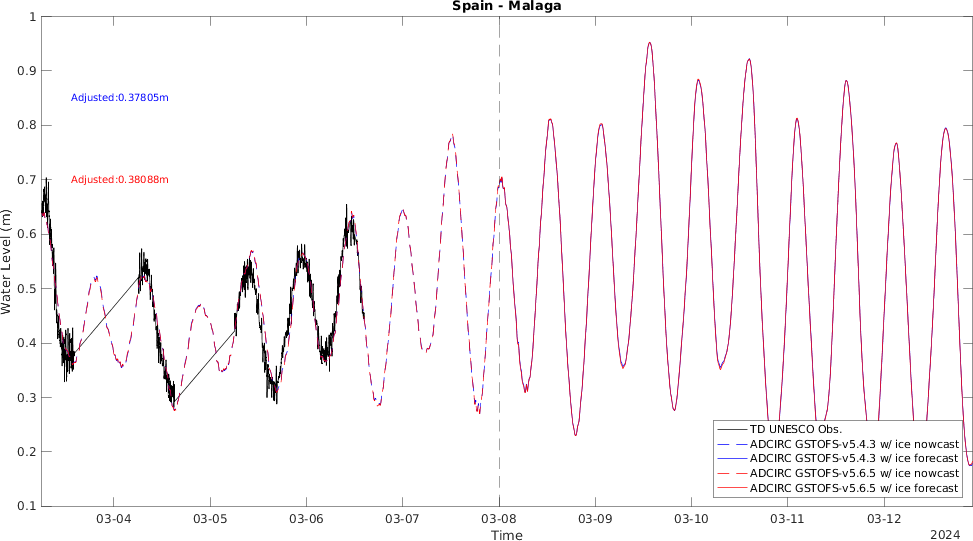 Spain - Malaga
1
0.9
0.8
0.7
0.6
0.5
0.4
0.3
0.2
0.1
Water Level (m)
Adjusted:0.37805m
Adjusted:0.38088m
TD UNESCO Obs.
ADCIRC GSTOFS-v5.4.3 w/ ice nowcast
ADCIRC GSTOFS-v5.4.3 w/ ice forecast
ADCIRC GSTOFS-v5.6.5 w/ ice nowcast
ADCIRC GSTOFS-v5.6.5 w/ ice forecast
03-04 03-05 03-06 03-07 03-08 03-09 03-10 03-11 03-12
Time
2024